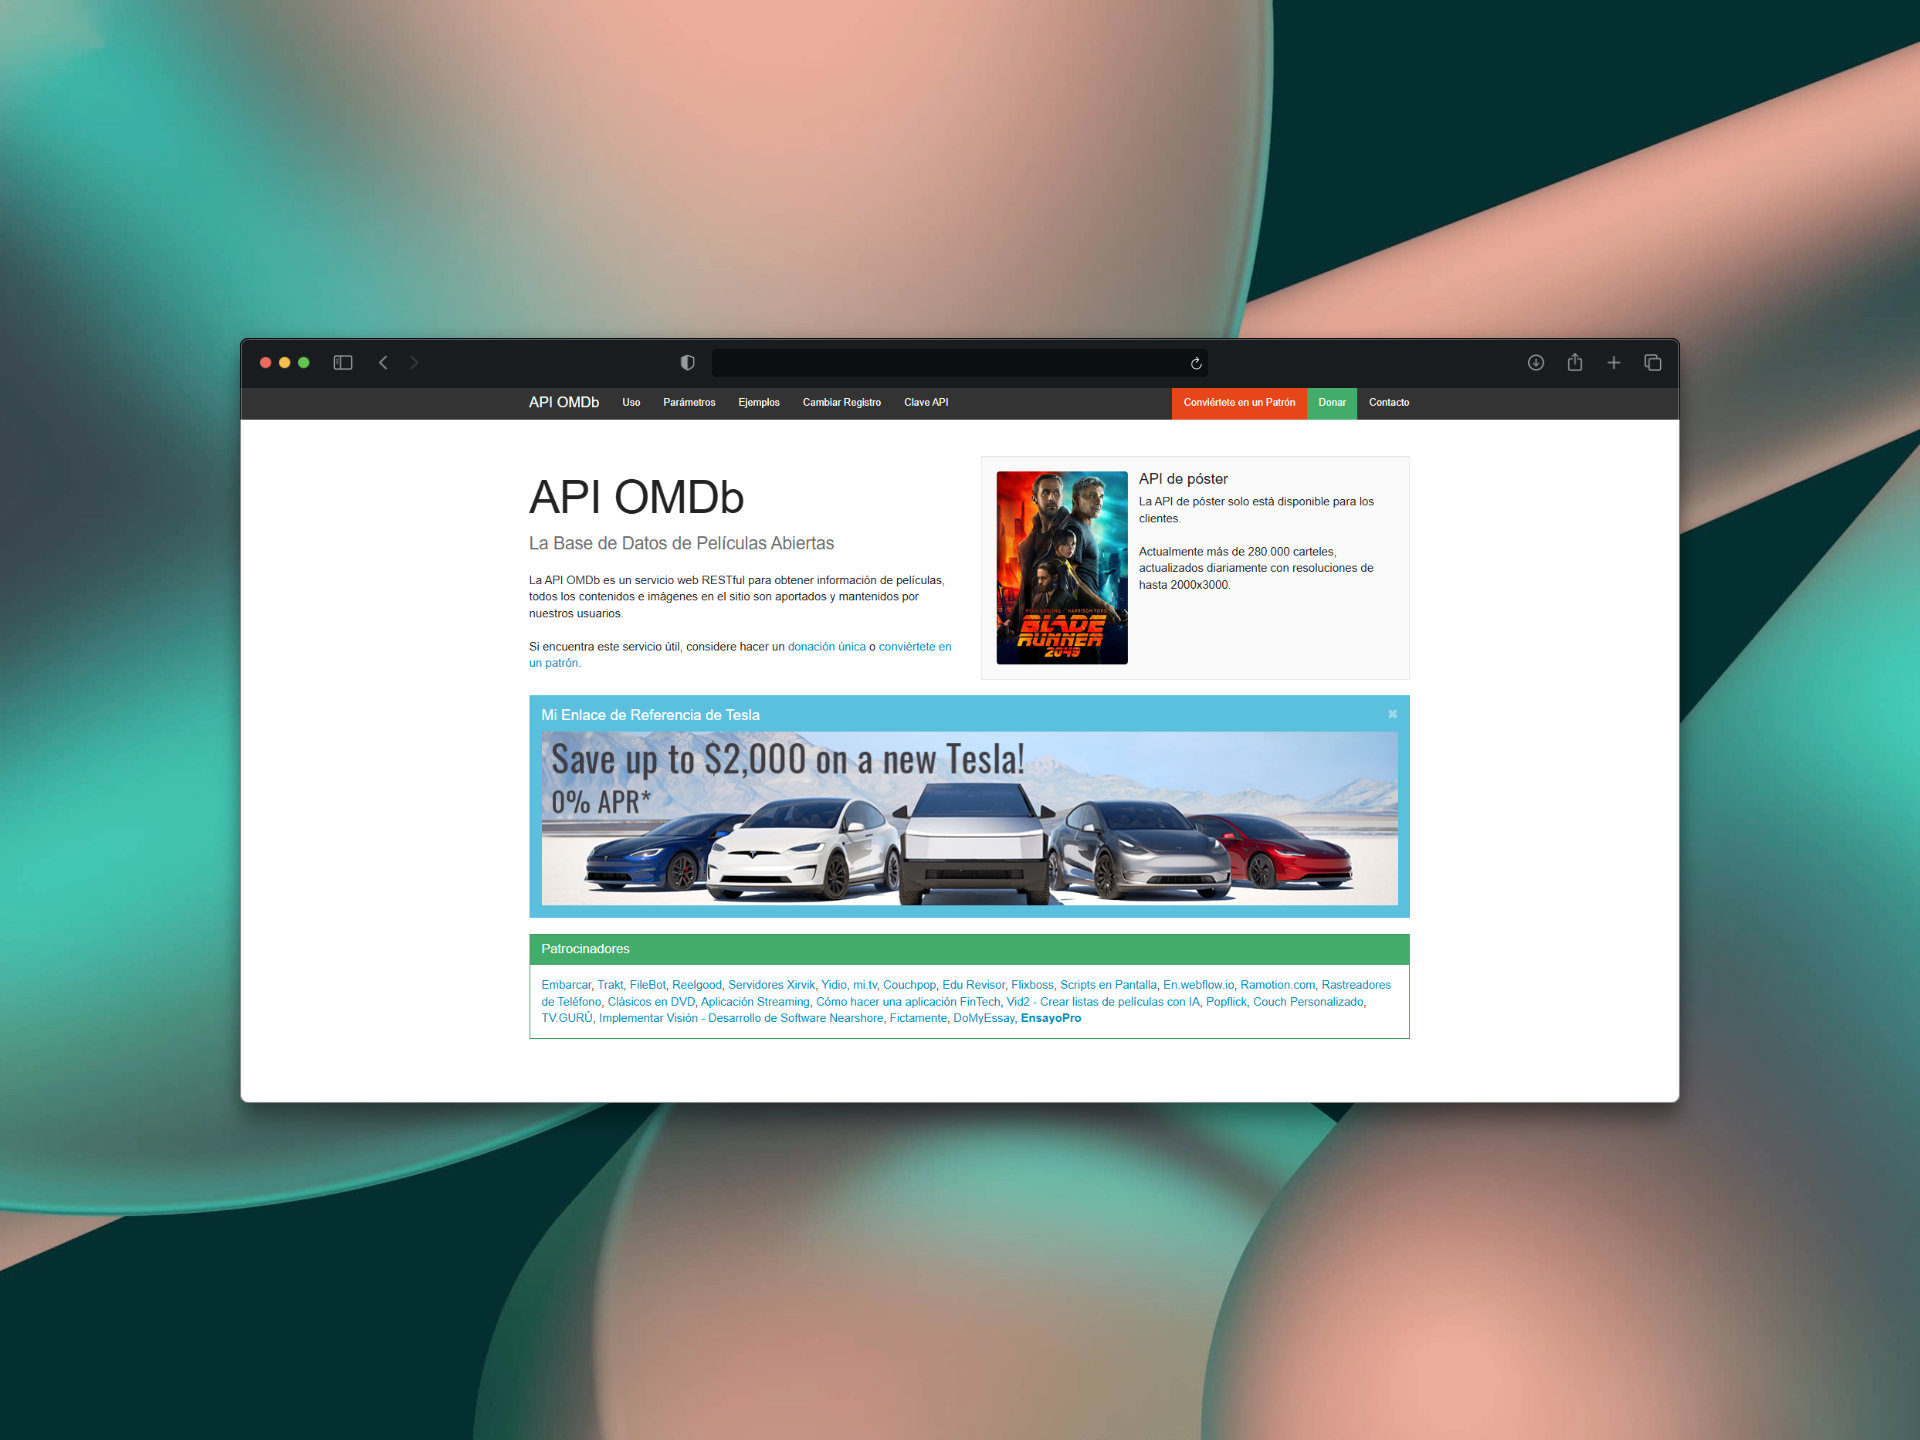 API OMDb Uso Parámetros Ejemplos Cambiar Registro Clave API Conviértete en un Patrón Donar Contacto
API OMDb
La Base de Datos de Películas Abiertas
La API OMDb es un servicio web RESTful para obtener información de películas,
todos los contenidos e imágenes en el sitio son aportados y mantenidos por
nuestros usuarios.
Si encuentra este servicio útil, considere hacer un donación única o conviértete en
un patrón.
RYAN GOSLING HARRISON FORD
BLADE
RUNNER
2049
API de póster
La API de póster solo está disponible para los
clientes.
Actualmente más de 280.000 carteles,
actualizados diariamente con resoluciones de
hasta 2000x3000.
Mi Enlace de Referencia de Tesla
Save up to $2,000 on a new Tesla!
0% APR*
Patrocinadores
Embarcar, Trakt, FileBot, Reelgood, Servidores Xirvik, Yidio, mi.tv, Couchpop, Edu Revisor, Flixboss, Scripts en Pantalla, En.webflow.io, Ramotion.com, Rastreadores
de Teléfono, Clásicos en DVD, Aplicación Streaming, Cómo hacer una aplicación FinTech, Vid2 - Crear listas de películas con IA, Popflick, Couch Personalizado,
TV.GURÚ, Implementar Visión - Desarrollo de Software Nearshore, Fictamente, DoMyEssay, EnsayoPro